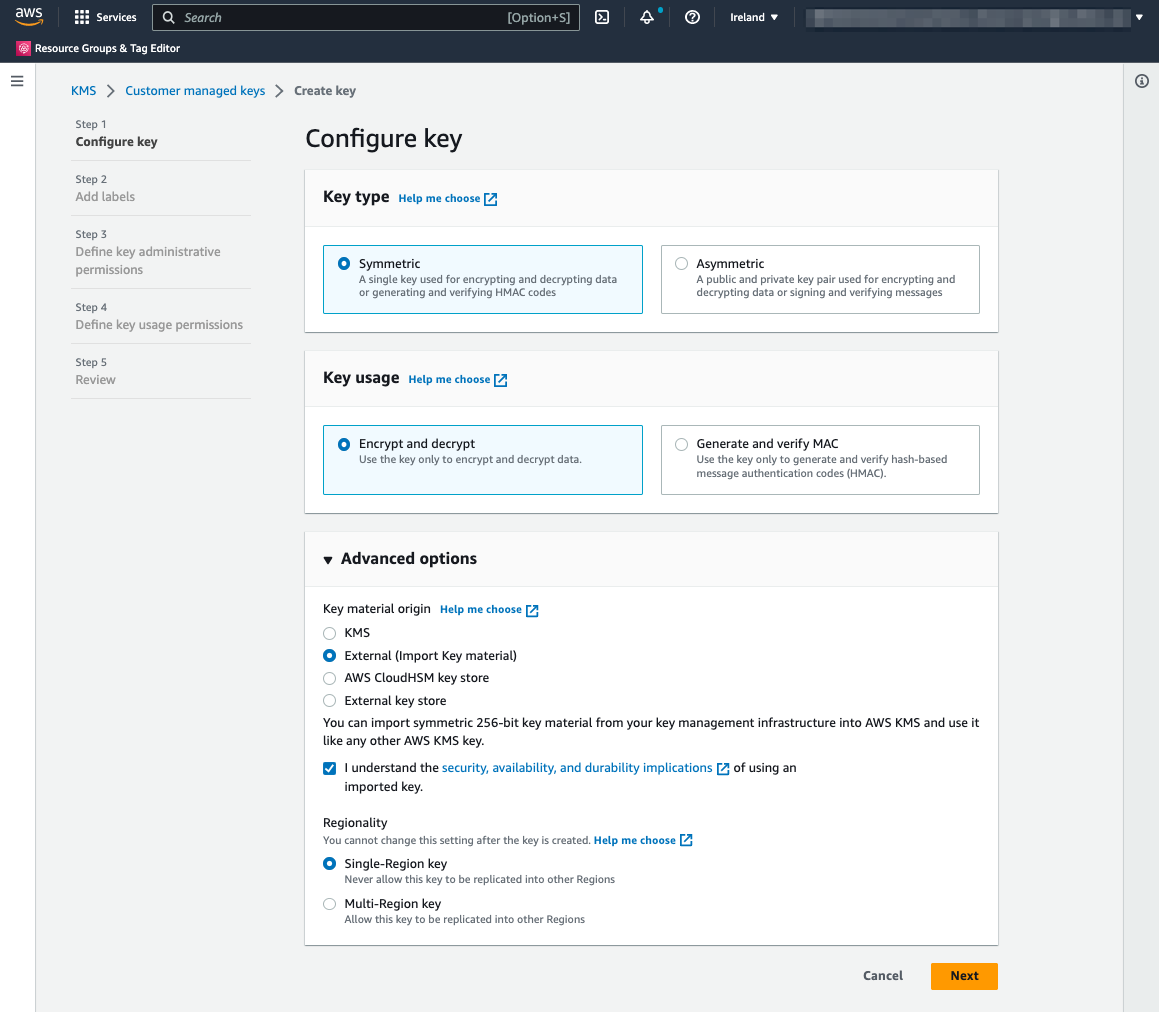 aws Services Search [Option+S] Ireland
Resource Groups & Tag Editor
KMS Customer managed keys Create key
Step 1
Configure key
Step 2
Add labels
Step 3
Define key administrative
permissions
Step 4
Define key usage permissions
Step 5
Review
Configure key
Key type Help me choose
Symmetric
A single key used for encrypting and decrypting data
or generating and verifying HMAC codes
Asymmetric
A public and private key pair used for encrypting and
decrypting data or signing and verifying messages
Key usage Help me choose
Encrypt and decrypt
Use the key only to encrypt and decrypt data.
Generate and verify MAC
Use the key only to generate and verify hash-based
message authentication codes (HMAC).
Advanced options
Key material origin Help me choose
KMS
External (Import Key material)
AWS CloudHSM key store
External key store
You can import symmetric 256-bit key material from your key management infrastructure into AWS KMS and use it
like any other AWS KMS key.
I understand the security, availability, and durability implications of using an
imported key.
Regionality
You cannot change this setting after the key is created. Help me choose
Single-Region key
Never allow this key to be replicated into other Regions
Multi-Region key
Allow this key to be replicated into other Regions
Cancel Next